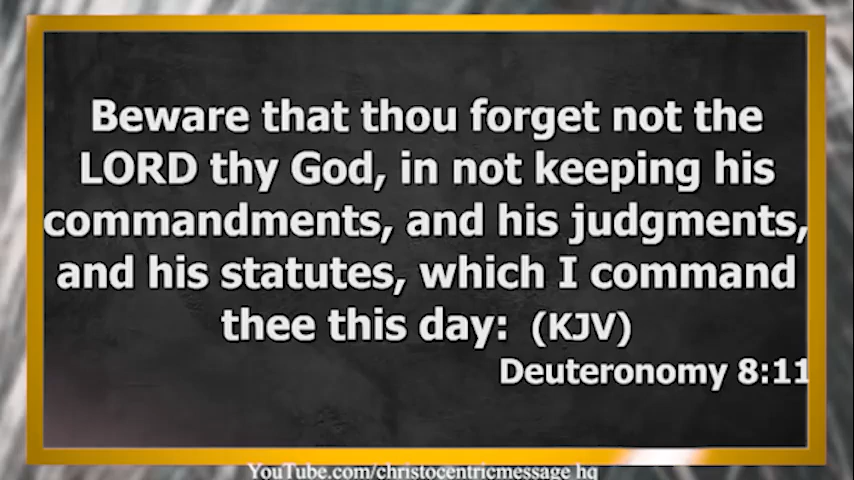 Beware that thou forget not the
LORD thy God, in not keeping his
commandments, and his judgments,
and his statutes, which I command
thee this day: (KJV)
Deuteronomy 8:11
YouTube.com/christocentricmessage hq